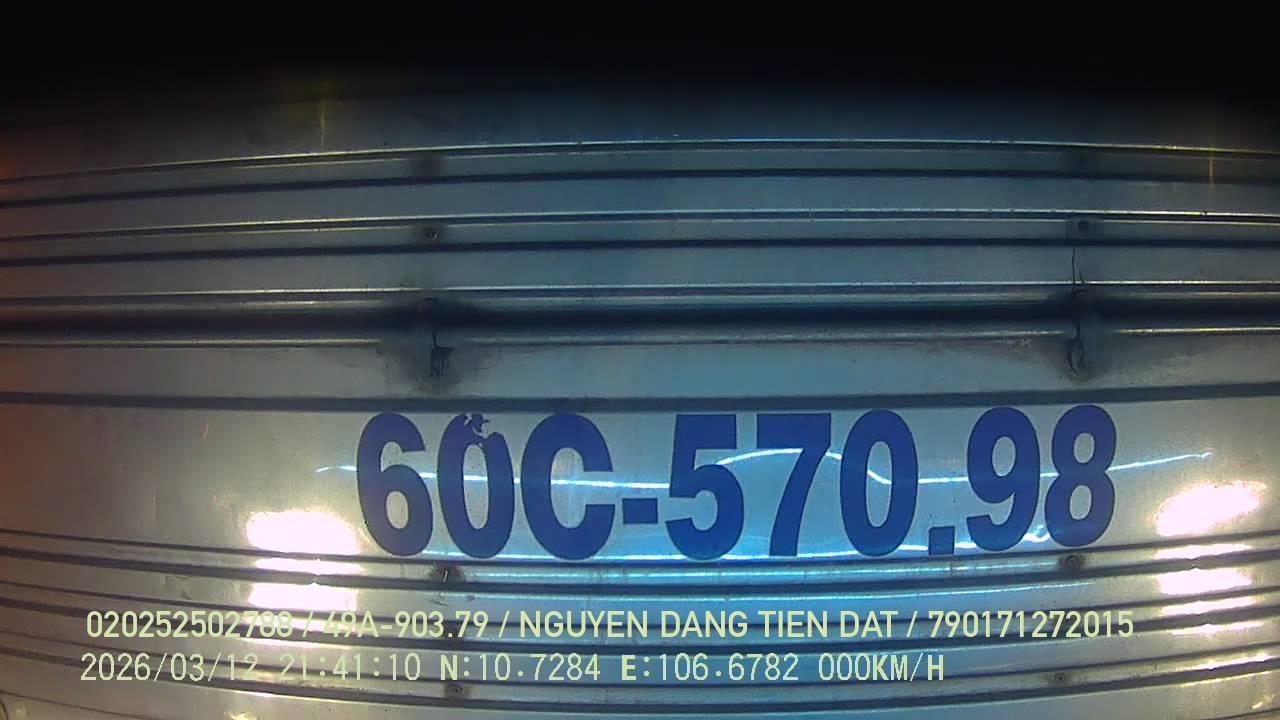 60C-570.98
020252502788 / 49A-903.79 / NGUYEN DANG TIEN DAT / 790171272015
2026/03/12 21:41:10 N:10.7284 E:106.6782 000KM/H